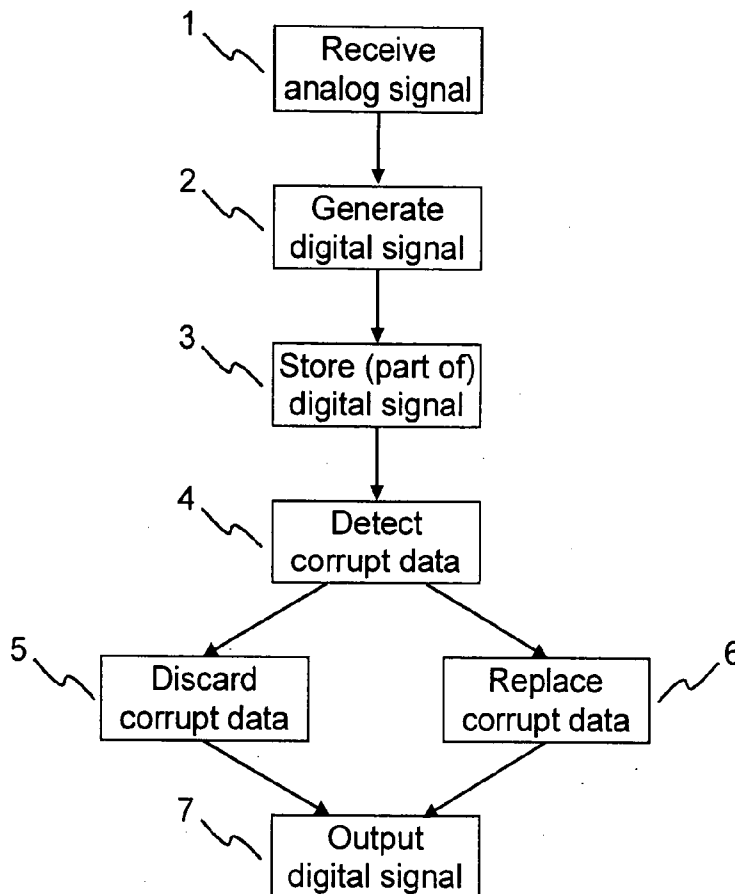 1
Receive
analog signal
2
Generate
digital signal
3
Store (part of)
digital signal
4
Detect
corrupt data
5
Discard
corrupt data
Replace
corrupt data
6
7
Output
digital signal